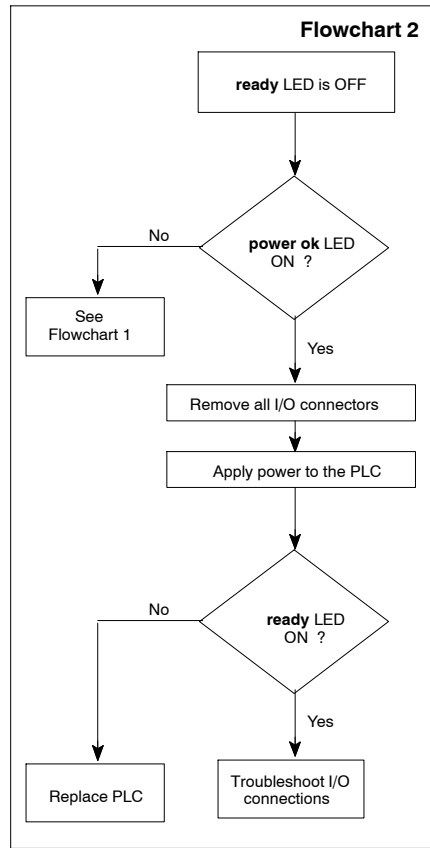 Flowchart 2
ready LED is OFF
No
power ok LED
ON ?
See
Flowchart 1
Yes
Remove all I/O connectors
Apply power to the PLC
No
ready LED
ON ?
Yes
Replace PLC
Troubleshoot I/O
connections